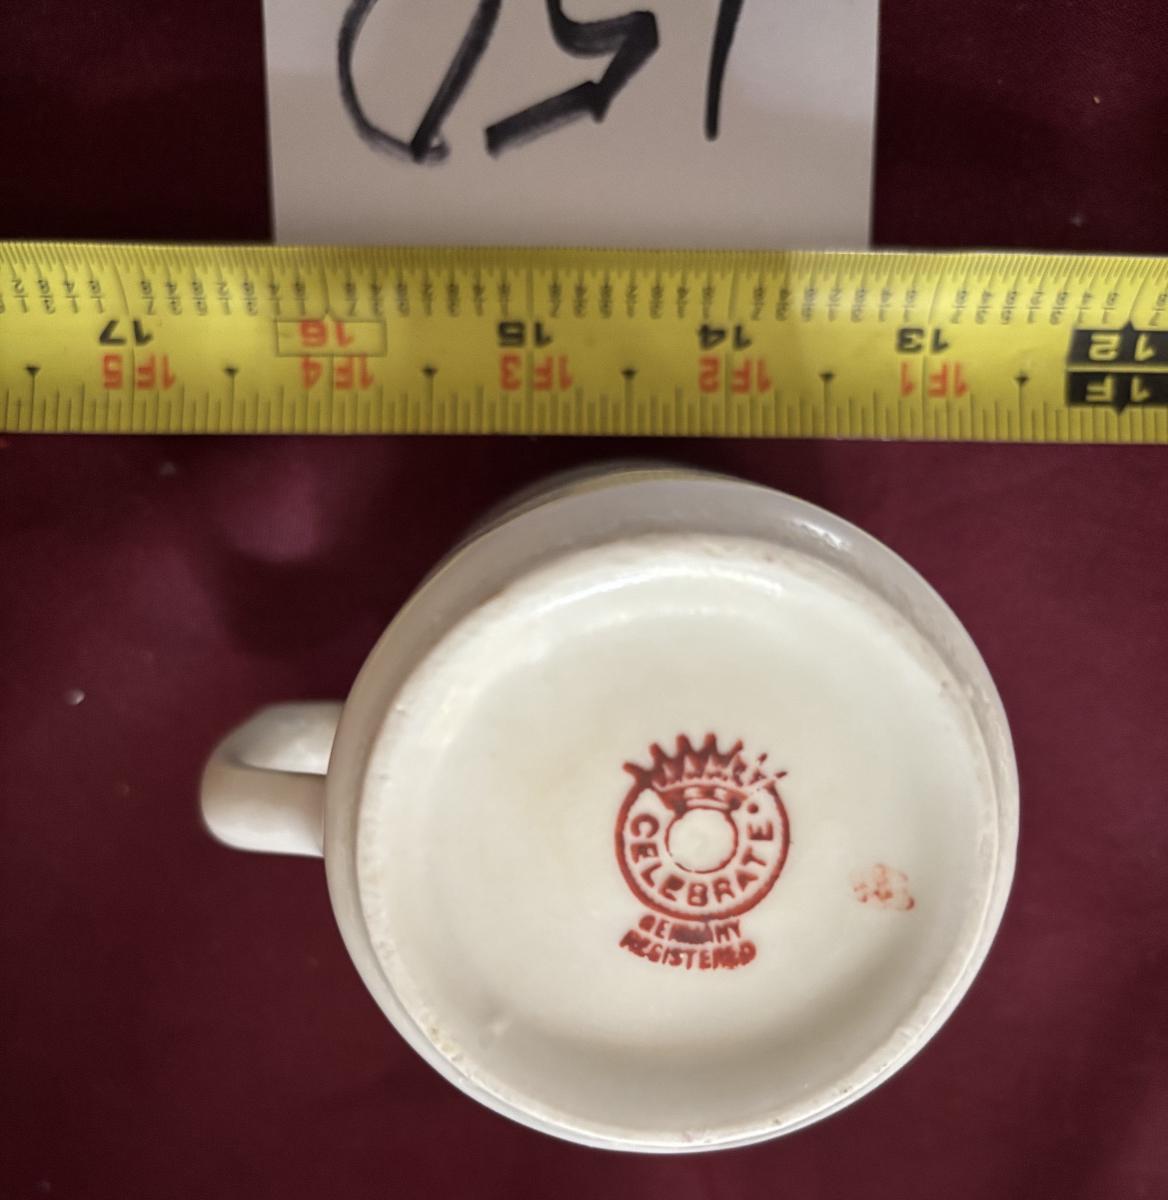 150
1F 1F1 1F2 1F3 1F4 1F5
12 13 14 15 16 17
CELEBRATE
GERMANY
REGISTERED